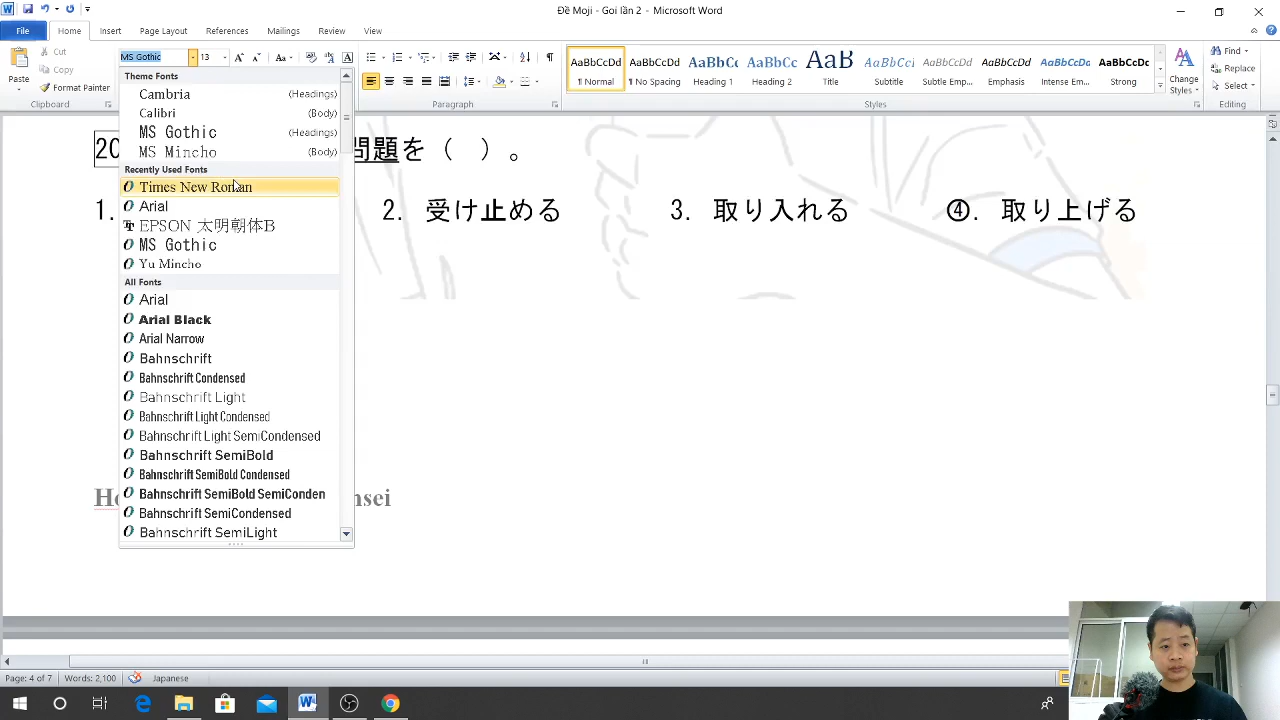 Đề Moji - Goi lần 2 - Microsoft Word
File Home Insert Page Layout References Mailings Review View
Paste
Cut
Copy
Format Painter
Clipboard
MS Gothic 13
Paragraph
AaBbCcDd ¶ Normal
AaBbCcDd ¶ No Spacing
AaBbC( Heading 1
AaBbCc Heading 2
AaB Title
AaBbCcl Subtitle
AaBbCcDd Subtle Emp...
AaBbCcDd Emphasis
AaBbCcDd Intense Em...
AaBbCcDc Strong
Change Styles
Styles
Find
Replace
Select
Editing
Theme Fonts
Cambria (Headings)
Calibri (Body)
MS Gothic (Headings)
MS Mincho (Body)
Recently Used Fonts
Times New Roman
Arial
EPSON 太明朝体B
MS Gothic
Yu Mincho
All Fonts
Arial
Arial Black
Arial Narrow
Bahnschrift
Bahnschrift Condensed
Bahnschrift Light
Bahnschrift Light Condensed
Bahnschrift Light SemiCondensed
Bahnschrift SemiBold
Bahnschrift SemiBold Condensed
Bahnschrift SemiBold SemiConden
Bahnschrift SemiCondensed
Bahnschrift SemiLight
20 問題を（ ）。
1. 2. 受け止める 3. 取り入れる ④. 取り上げる
Ho nsei
Page: 4 of 7 Words: 2,100 Japanese